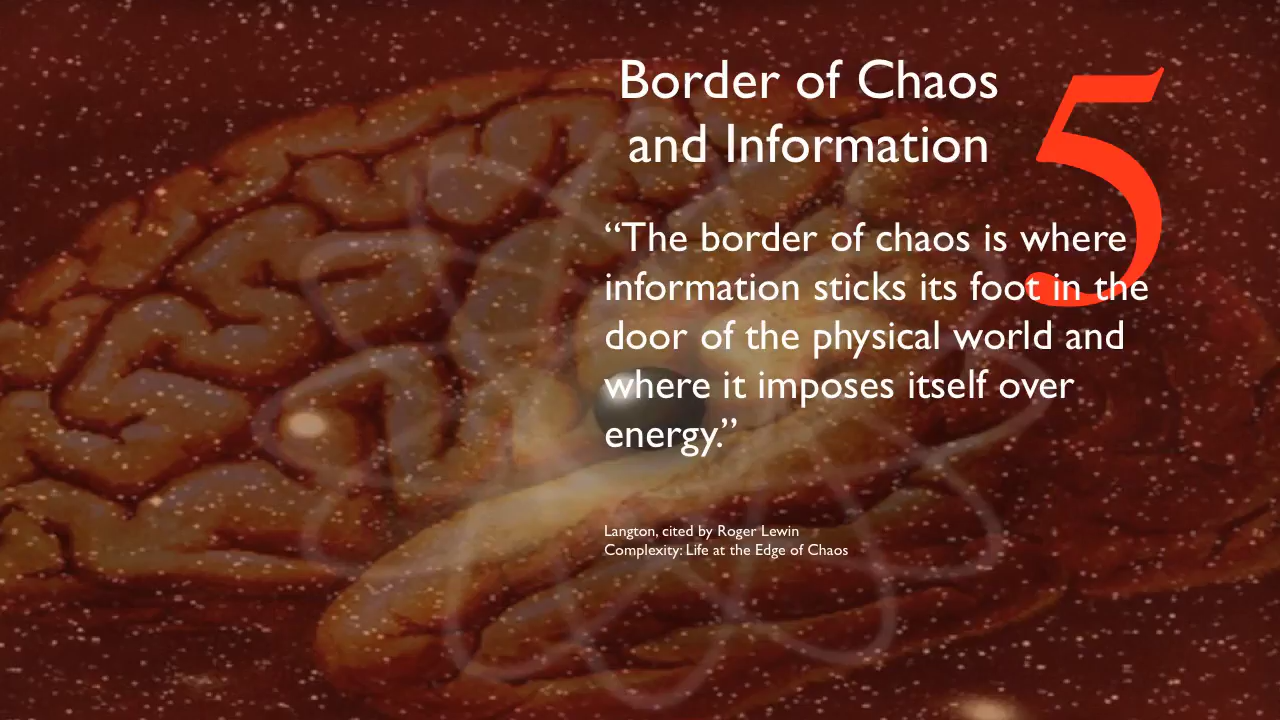 Border of Chaos
and Information
5
“The border of chaos is where
information sticks its foot in the
door of the physical world and
where it imposes itself over
energy.”
Langton, cited by Roger Lewin
Complexity: Life at the Edge of Chaos